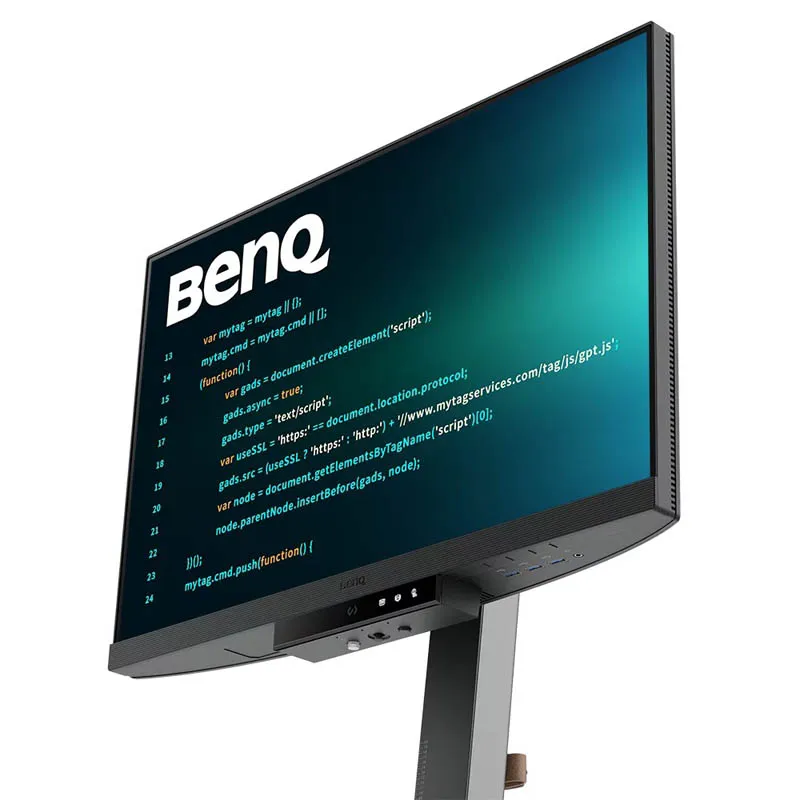 BenQ
13 var mytag = mytag || {};
14 mytag.cmd = mytag.cmd || [];
15 (function() {
16 var gads = document.createElement('script');
17 gads.async = true;
18 gads.type = 'text/script';
19 var useSSL = 'https:' == document.location.protocol;
20 gads.src = (useSSL ? 'https:' : 'http:') + '//www.mytagservices.com/tag/js/gpt.js';
21 var node = document.getElementsByTagName('script')[0];
22 node.parentNode.insertBefore(gads, node);
23 })();
24 mytag.cmd.push(function() {
BenQ